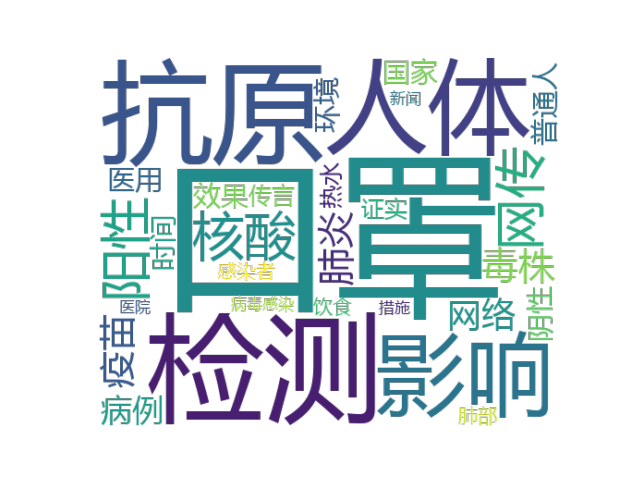 抗原
人体
国家
新闻
环境
普通人
医用
效果
传言
热水
证实
网传
口罩
核酸
阳性
时间
肺炎
毒株
感染者
病毒感染
饮食
措施
网络
阴性
医院
疫苗
检测
影响
病例
肺部